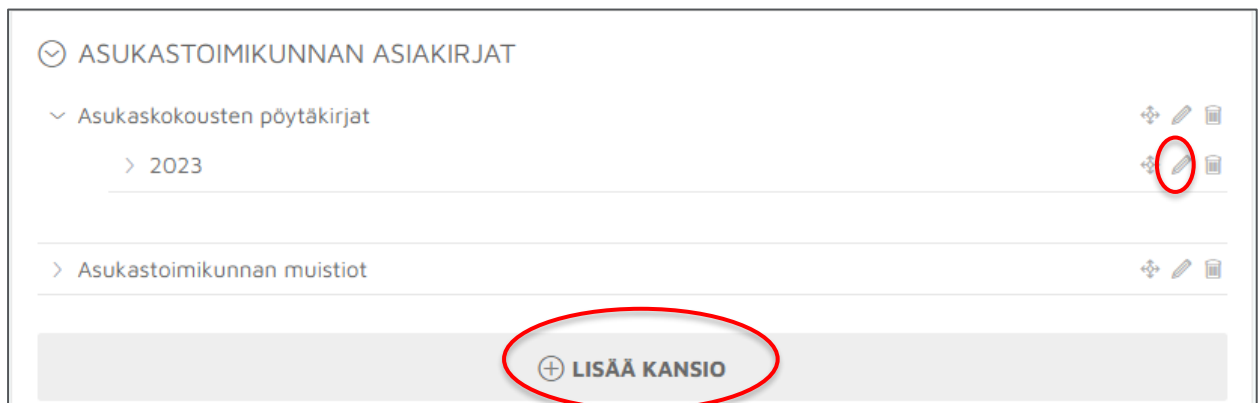 ASUKASTOIMIKUNNAN ASIAKIRJAT
Asukaskokousten pöytäkirjat
2023
Asukastoimikunnan muistiot
LISÄÄ KANSIO